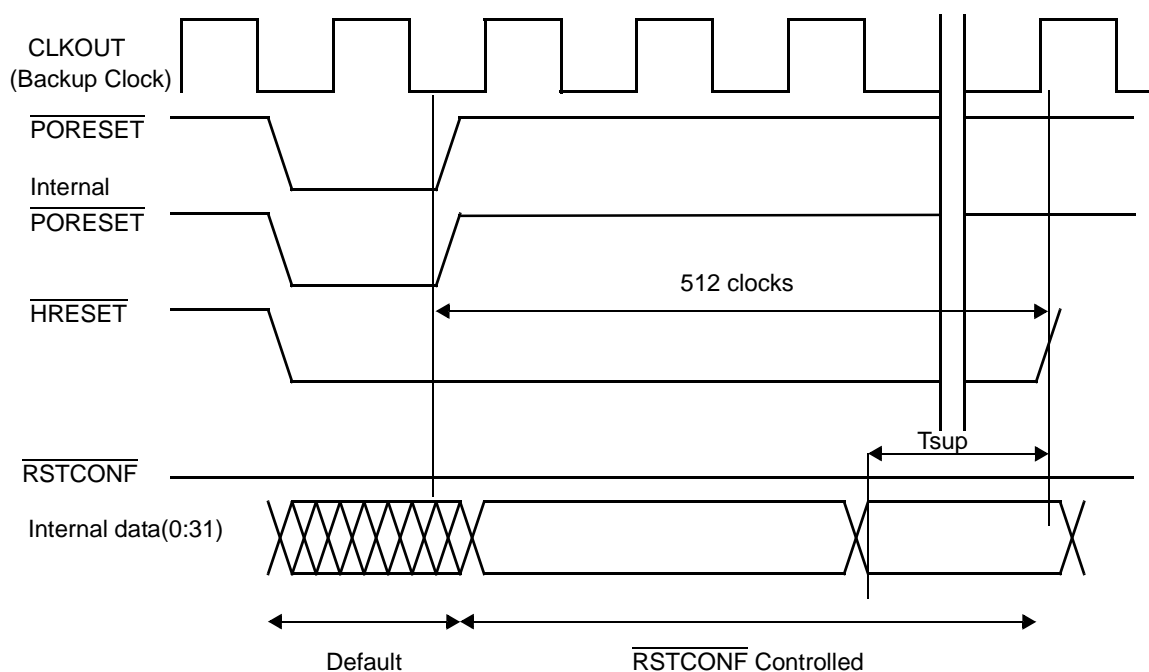 CLKOUT
(Backup Clock)
PORESET
Internal
PORESET
512 clocks
HRESET
Tsup
RSTCONF
Internal data(0:31)
Default
RSTCONF Controlled